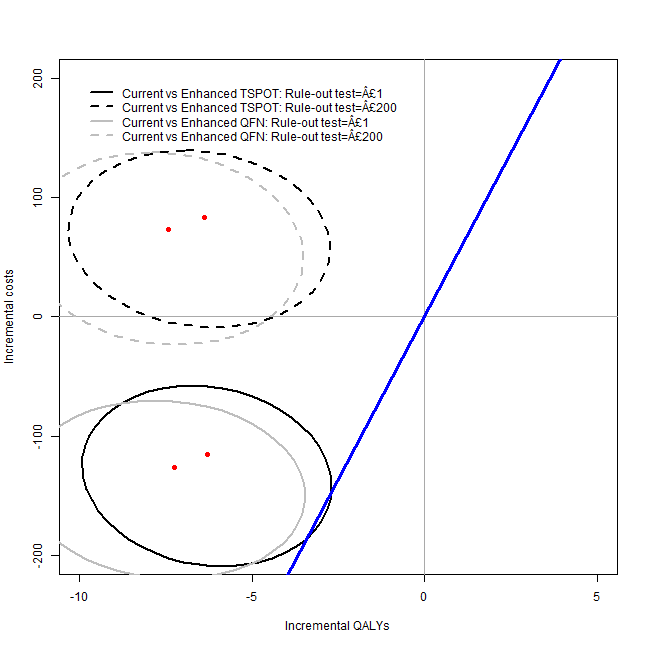 Current vs Enhanced TSPOT: Rule-out test=Â£1
Current vs Enhanced TSPOT: Rule-out test=Â£200
Current vs Enhanced QFN: Rule-out test=Â£1
Current vs Enhanced QFN: Rule-out test=Â£200
200
100
0
-100
-200
Incremental costs
-10
-5
0
5
Incremental QALYs